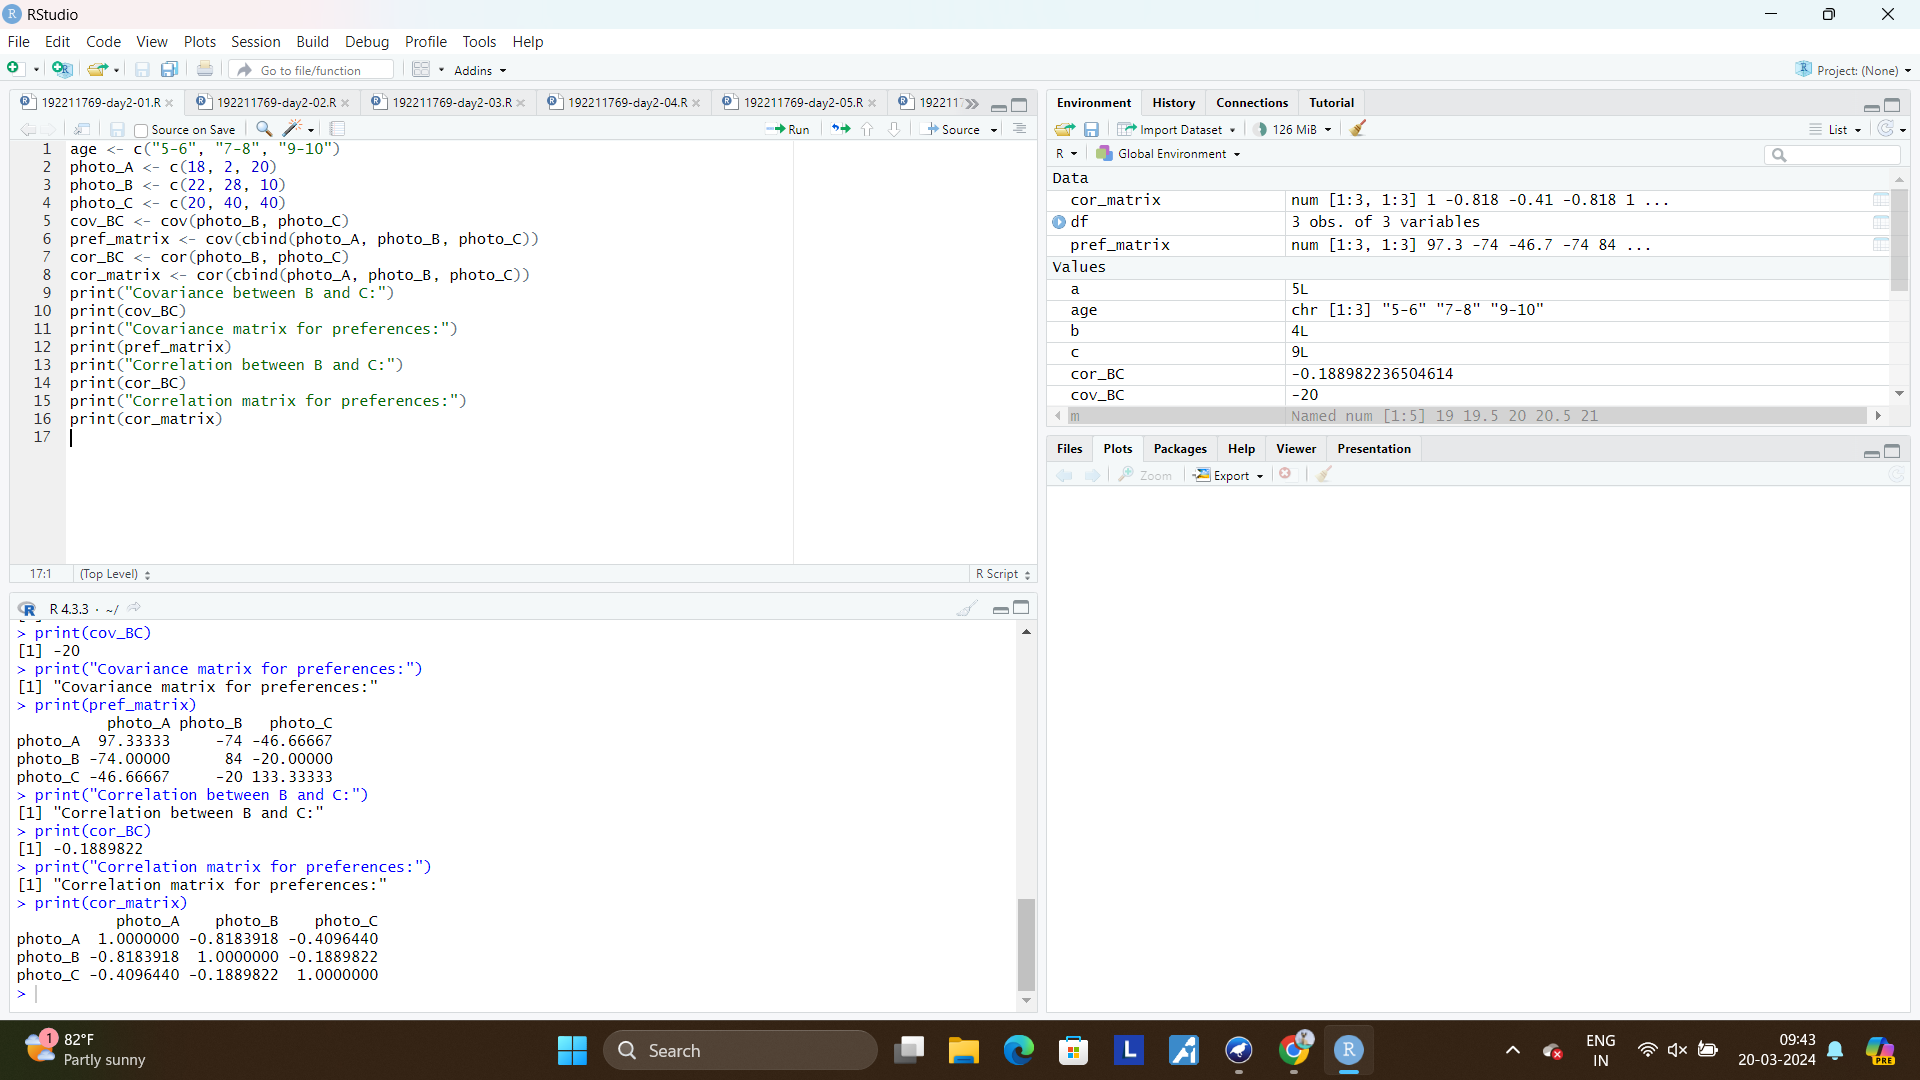 RStudio
File Edit Code View Plots Session Build Debug Profile Tools Help
Go to file/function
Addins
Project: (None)
192211769-day2-01.R
192211769-day2-02.R
192211769-day2-03.R
192211769-day2-04.R
192211769-day2-05.R
192211
Source on Save
Run
Source
1 age <- c("5-6", "7-8", "9-10")
2 photo_A <- c(18, 2, 20)
3 photo_B <- c(22, 28, 10)
4 photo_C <- c(20, 40, 40)
5 cov_BC <- cov(photo_B, photo_C)
6 pref_matrix <- cov(cbind(photo_A, photo_B, photo_C))
7 cor_BC <- cor(photo_B, photo_C)
8 cor_matrix <- cor(cbind(photo_A, photo_B, photo_C))
9 print("Covariance between B and C:")
10 print(cov_BC)
11 print("Covariance matrix for preferences:")
12 print(pref_matrix)
13 print("Correlation between B and C:")
14 print(cor_BC)
15 print("Correlation matrix for preferences:")
16 print(cor_matrix)
17
17:1 (Top Level) R Script
R 4.3.3 · ~/
> print(cov_BC)
[1] -20
> print("Covariance matrix for preferences:")
[1] "Covariance matrix for preferences:"
> print(pref_matrix)
photo_A photo_B photo_C
photo_A 97.33333 -74 -46.66667
photo_B -74.00000 84 -20.00000
photo_C -46.66667 -20 133.33333
> print("Correlation between B and C:")
[1] "Correlation between B and C:"
> print(cor_BC)
[1] -0.1889822
> print("Correlation matrix for preferences:")
[1] "Correlation matrix for preferences:"
> print(cor_matrix)
photo_A photo_B photo_C
photo_A 1.0000000 -0.8183918 -0.4096440
photo_B -0.8183918 1.0000000 -0.1889822
photo_C -0.4096440 -0.1889822 1.0000000
>
Environment History Connections Tutorial
Import Dataset 126 MiB List
R Global Environment
Data
cor_matrix num [1:3, 1:3] 1 -0.818 -0.41 -0.818 1 ...
df 3 obs. of 3 variables
pref_matrix num [1:3, 1:3] 97.3 -74 -46.7 -74 84 ...
Values
a 5L
age chr [1:3] "5-6" "7-8" "9-10"
b 4L
c 9L
cor_BC -0.188982236504614
cov_BC -20
m Named num [1:5] 19 19.5 20 20.5 21
Files Plots Packages Help Viewer Presentation
Zoom Export
1
82°F
Partly sunny
Search
L
R
ENG
IN
09:43
20-03-2024
PRE